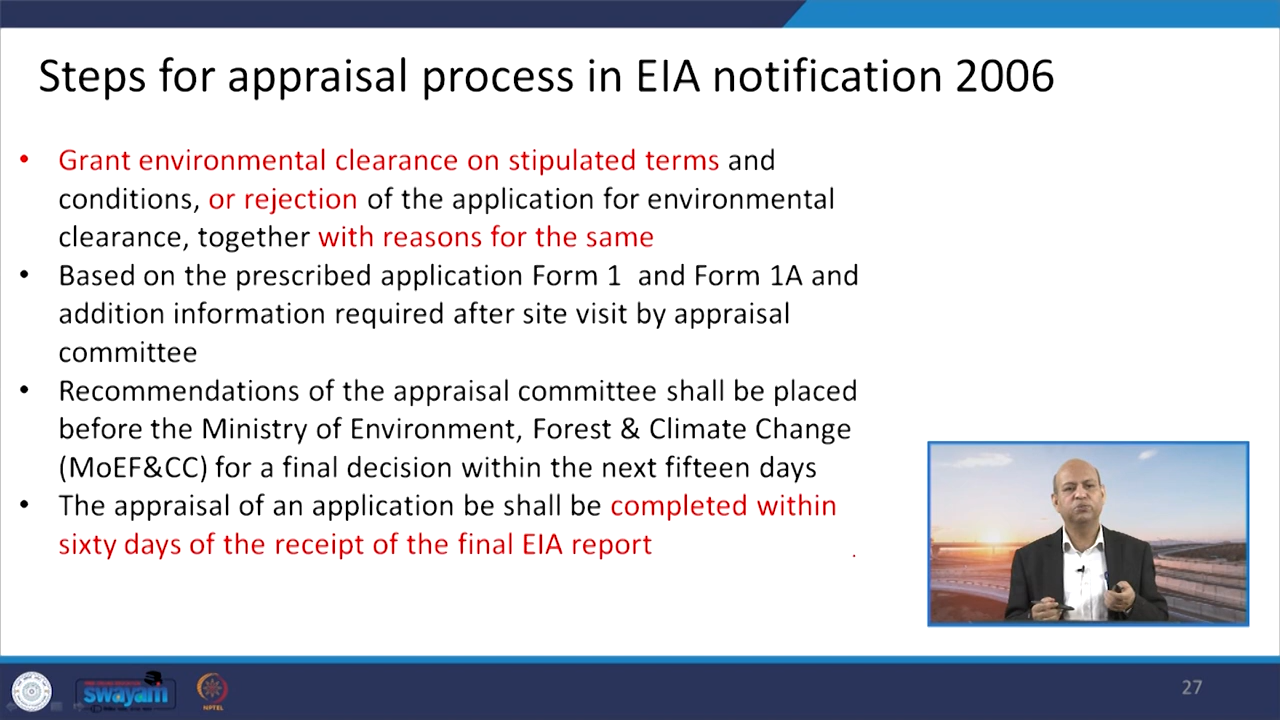 Steps for appraisal process in EIA notification 2006
• Grant environmental clearance on stipulated terms and
conditions, or rejection of the application for environmental
clearance, together with reasons for the same
• Based on the prescribed application Form 1 and Form 1A and
addition information required after site visit by appraisal
committee
• Recommendations of the appraisal committee shall be placed
before the Ministry of Environment, Forest & Climate Change
(MoEF&CC) for a final decision within the next fifteen days
• The appraisal of an application be shall be completed within
sixty days of the receipt of the final EIA report
swayam
NPTEL
27